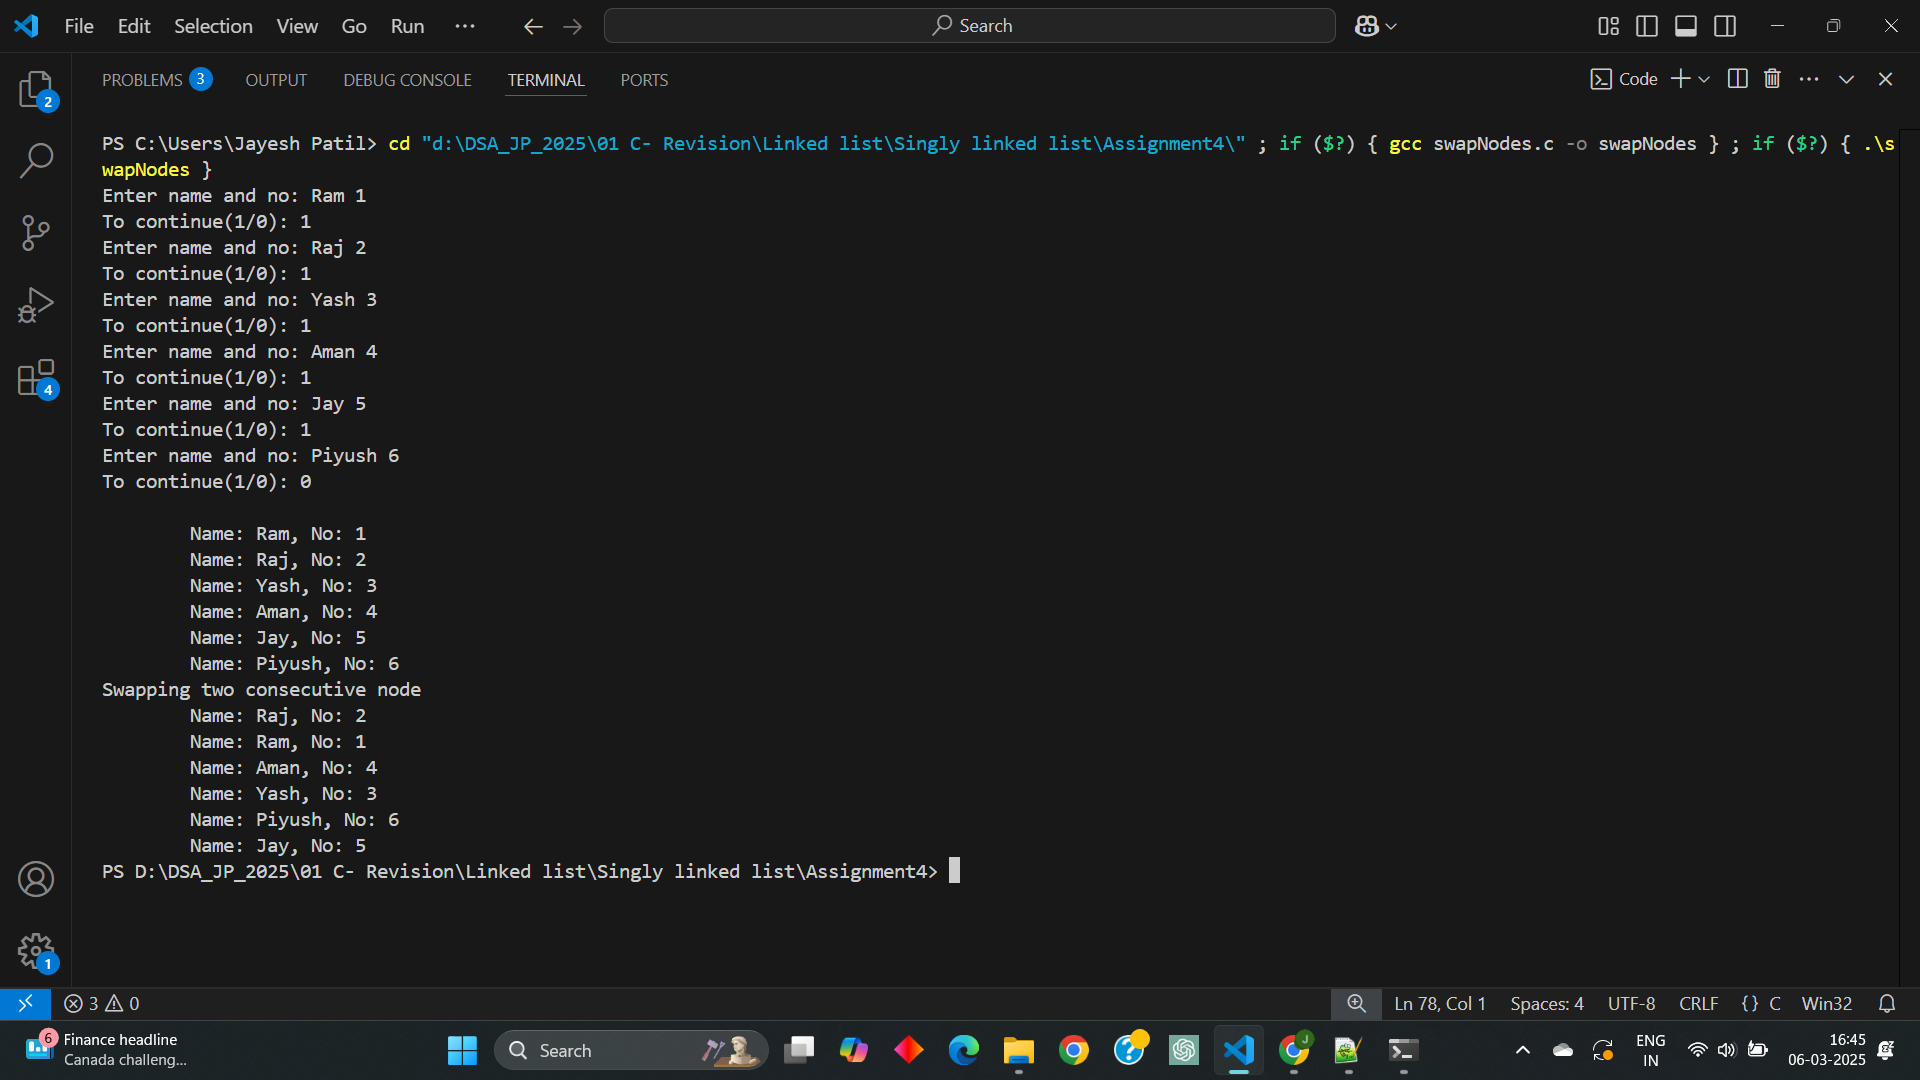 File Edit Selection View Go Run ··· Search
PROBLEMS 3 OUTPUT DEBUG CONSOLE TERMINAL PORTS Code
2
PS C:\Users\Jayesh Patil> cd "d:\DSA_JP_2025\01 C- Revision\Linked list\Singly linked list\Assignment4\" ; if ($?) { gcc swapNodes.c -o swapNodes } ; if ($?) { .\s
wapNodes }
Enter name and no: Ram 1
To continue(1/0): 1
Enter name and no: Raj 2
To continue(1/0): 1
Enter name and no: Yash 3
To continue(1/0): 1
Enter name and no: Aman 4
To continue(1/0): 1
4
Enter name and no: Jay 5
To continue(1/0): 1
Enter name and no: Piyush 6
To continue(1/0): 0
Name: Ram, No: 1
Name: Raj, No: 2
Name: Yash, No: 3
Name: Aman, No: 4
Name: Jay, No: 5
Name: Piyush, No: 6
Swapping two consecutive node
Name: Raj, No: 2
Name: Ram, No: 1
Name: Aman, No: 4
Name: Yash, No: 3
Name: Piyush, No: 6
Name: Jay, No: 5
PS D:\DSA_JP_2025\01 C- Revision\Linked list\Singly linked list\Assignment4>
1
3 0 Ln 78, Col 1 Spaces: 4 UTF-8 CRLF {} C Win32
6 Finance headline
Canada challeng...
Search
J
ENG
IN
16:45
06-03-2025